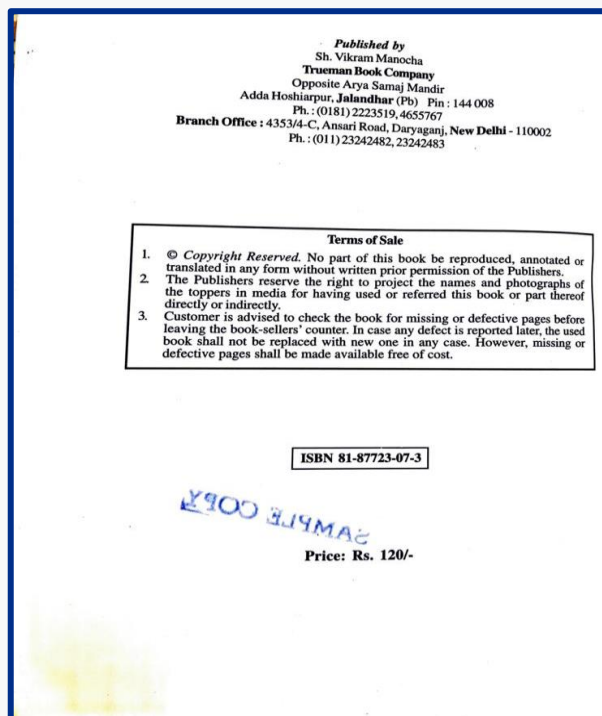 Published by
Sh. Vikram Manocha
Trueman Book Company
Opposite Arya Samaj Mandir
Adda Hoshiarpur, Jalandhar (Pb) Pin : 144 008
Ph. : (0181) 2223519, 4655767
Branch Office : 4353/4-C, Ansari Road, Daryaganj, New Delhi - 110002
Ph. : (011) 23242482, 23242483
Terms of Sale
1. © Copyright Reserved. No part of this book be reproduced, annotated or
translated in any form without written prior permission of the Publishers.
2. The Publishers reserve the right to project the names and photographs of
the toppers in media for having used or referred this book or part thereof
directly or indirectly.
3. Customer is advised to check the book for missing or defective pages before
leaving the book-sellers' counter. In case any defect is reported later, the used
book shall not be replaced with new one in any case. However, missing or
defective pages shall be made available free of cost.
ISBN 81-87723-07-3
SAMPLE COPY
Price: Rs. 120/-